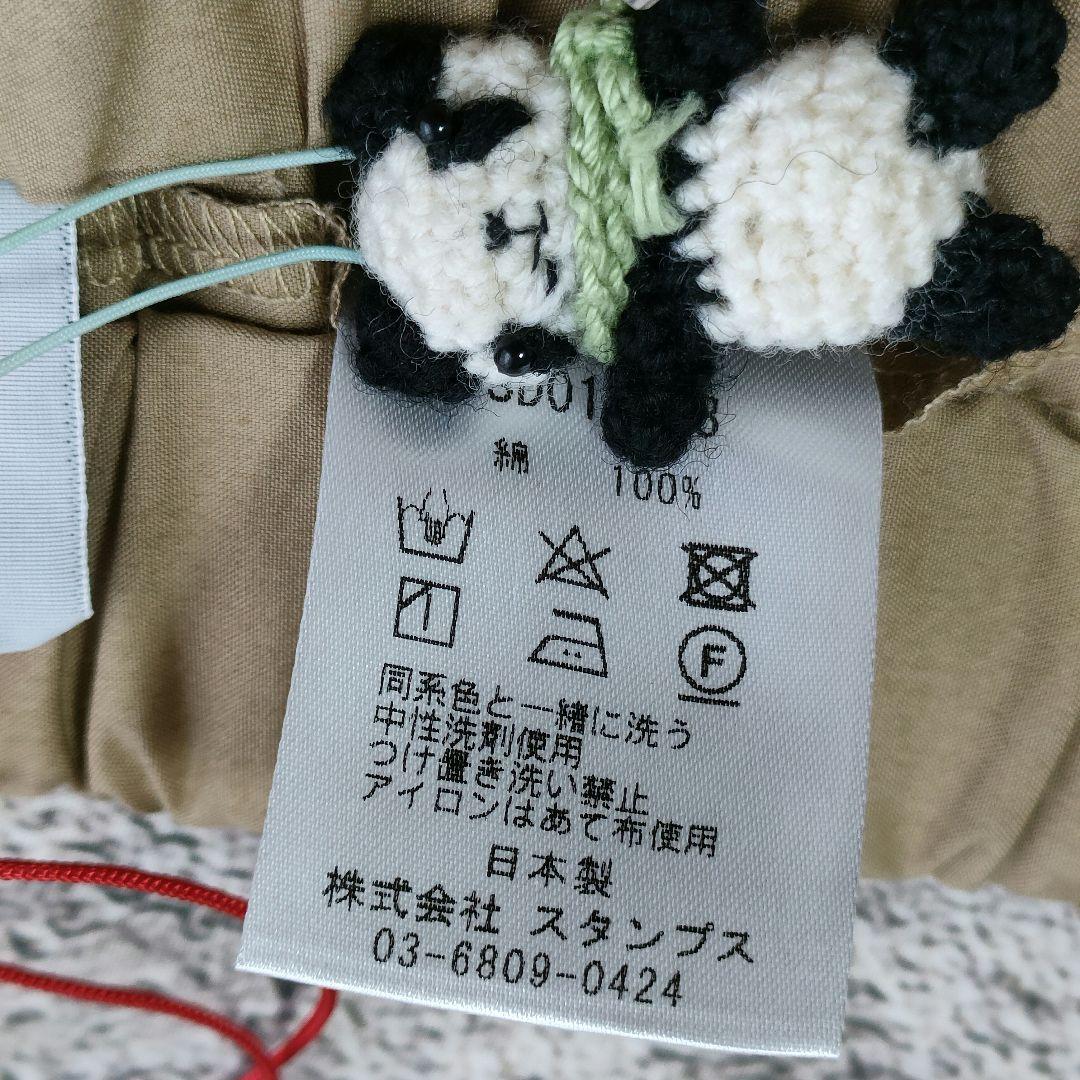 綿 100%
F
同系色と一緒に洗う
中性洗剤使用
つけ置き洗い禁止
アイロンはあて布使用
日本製
株式会社 スタンプス
03-6809-0424